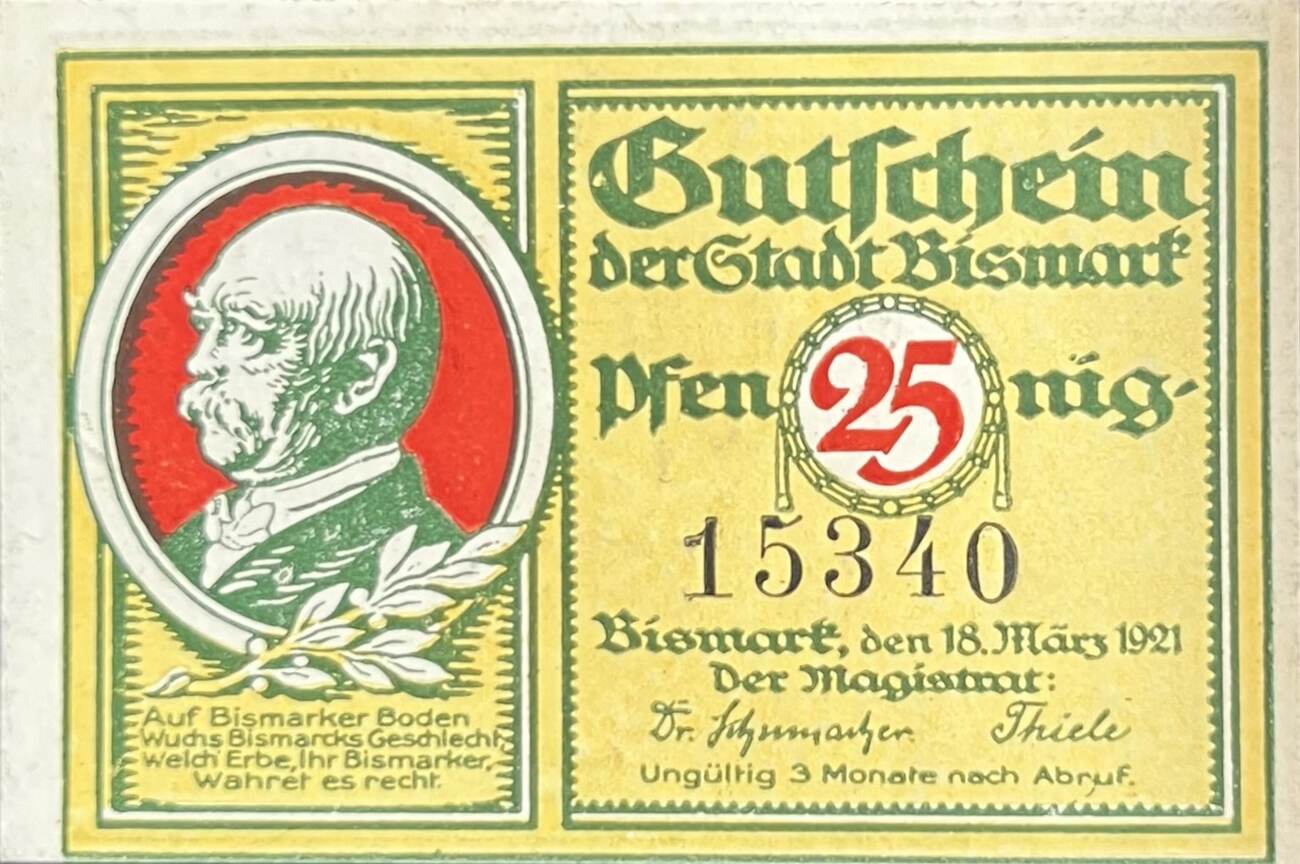 Auf Bismarker Boden
Wuchs Bismarcks Geschlecht,
Welch Erbe, Ihr Bismarker,
Wahret es recht.
Gutschein
der Stadt Bismark
Pfen 25 nig·
15340
Bismark, den 18. März 1921
Der Magistrat:
Dr. Schumacher Thiele
Ungültig 3 Monate nach Abruf.